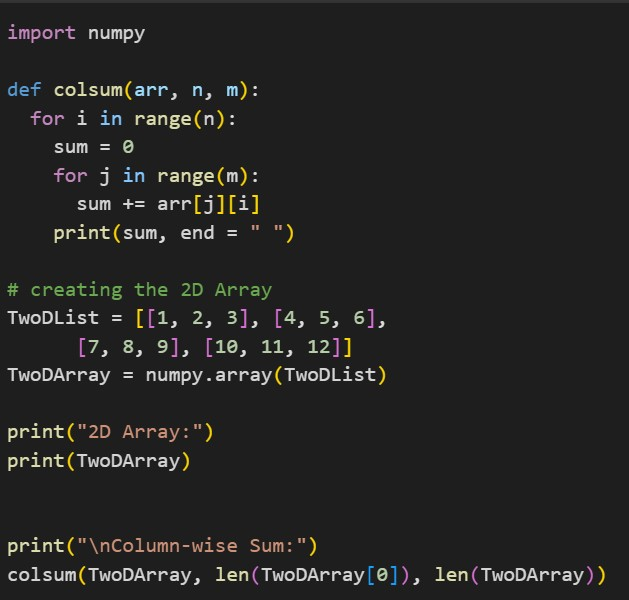 import numpy
def colsum(arr, n, m):
  for i in range(n):
    sum = 0
    for j in range(m):
      sum += arr[j][i]
    print(sum, end = " ")
# creating the 2D Array
TwoDList = [[1, 2, 3], [4, 5, 6],
      [7, 8, 9], [10, 11, 12]]
TwoDArray = numpy.array(TwoDList)
print("2D Array:")
print(TwoDArray)
print("\nColumn-wise Sum:")
colsum(TwoDArray, len(TwoDArray[0]), len(TwoDArray))